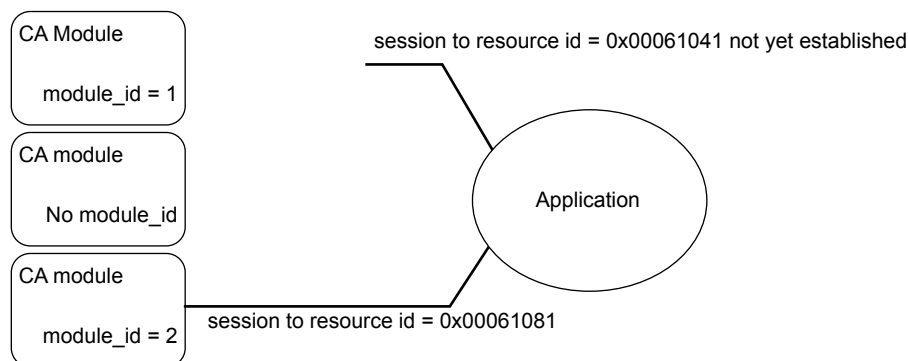 CA Module
module_id = 1
session to resource id = 0x00061041 not yet established
CA module
No module_id
Application
CA module
module_id = 2
session to resource id = 0x00061081